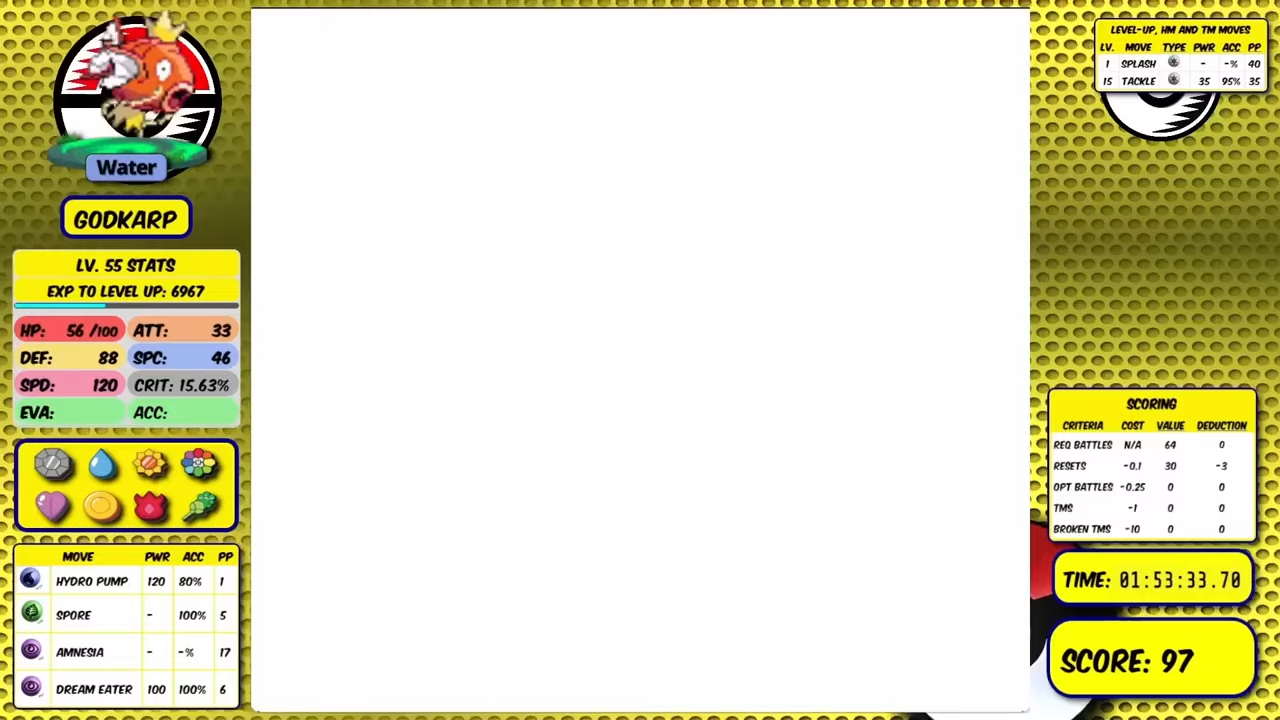 Water
GODKARP
LV. 55 STATS
EXP TO LEVEL UP: 6967
HP: 56 /100 ATT: 33
DEF: 88 SPC: 46
SPD: 120 CRIT: 15.63%
EVA: ACC:
MOVE PWR ACC PP
HYDRO PUMP 120 80% 1
SPORE - 100% 5
AMNESIA - -% 17
DREAM EATER 100 100% 6
LEVEL-UP, HM AND TM MOVES
LV. MOVE TYPE PWR ACC PP
1 SPLASH - -% 40
15 TACKLE 35 95% 35
SCORING
CRITERIA COST VALUE DEDUCTION
REQ BATTLES N/A 64 0
RESETS -0.1 30 -3
OPT BATTLES -0.25 0 0
TMS -1 0 0
BROKEN TMS -10 0 0
TIME: 01:53:33.70
SCORE: 97